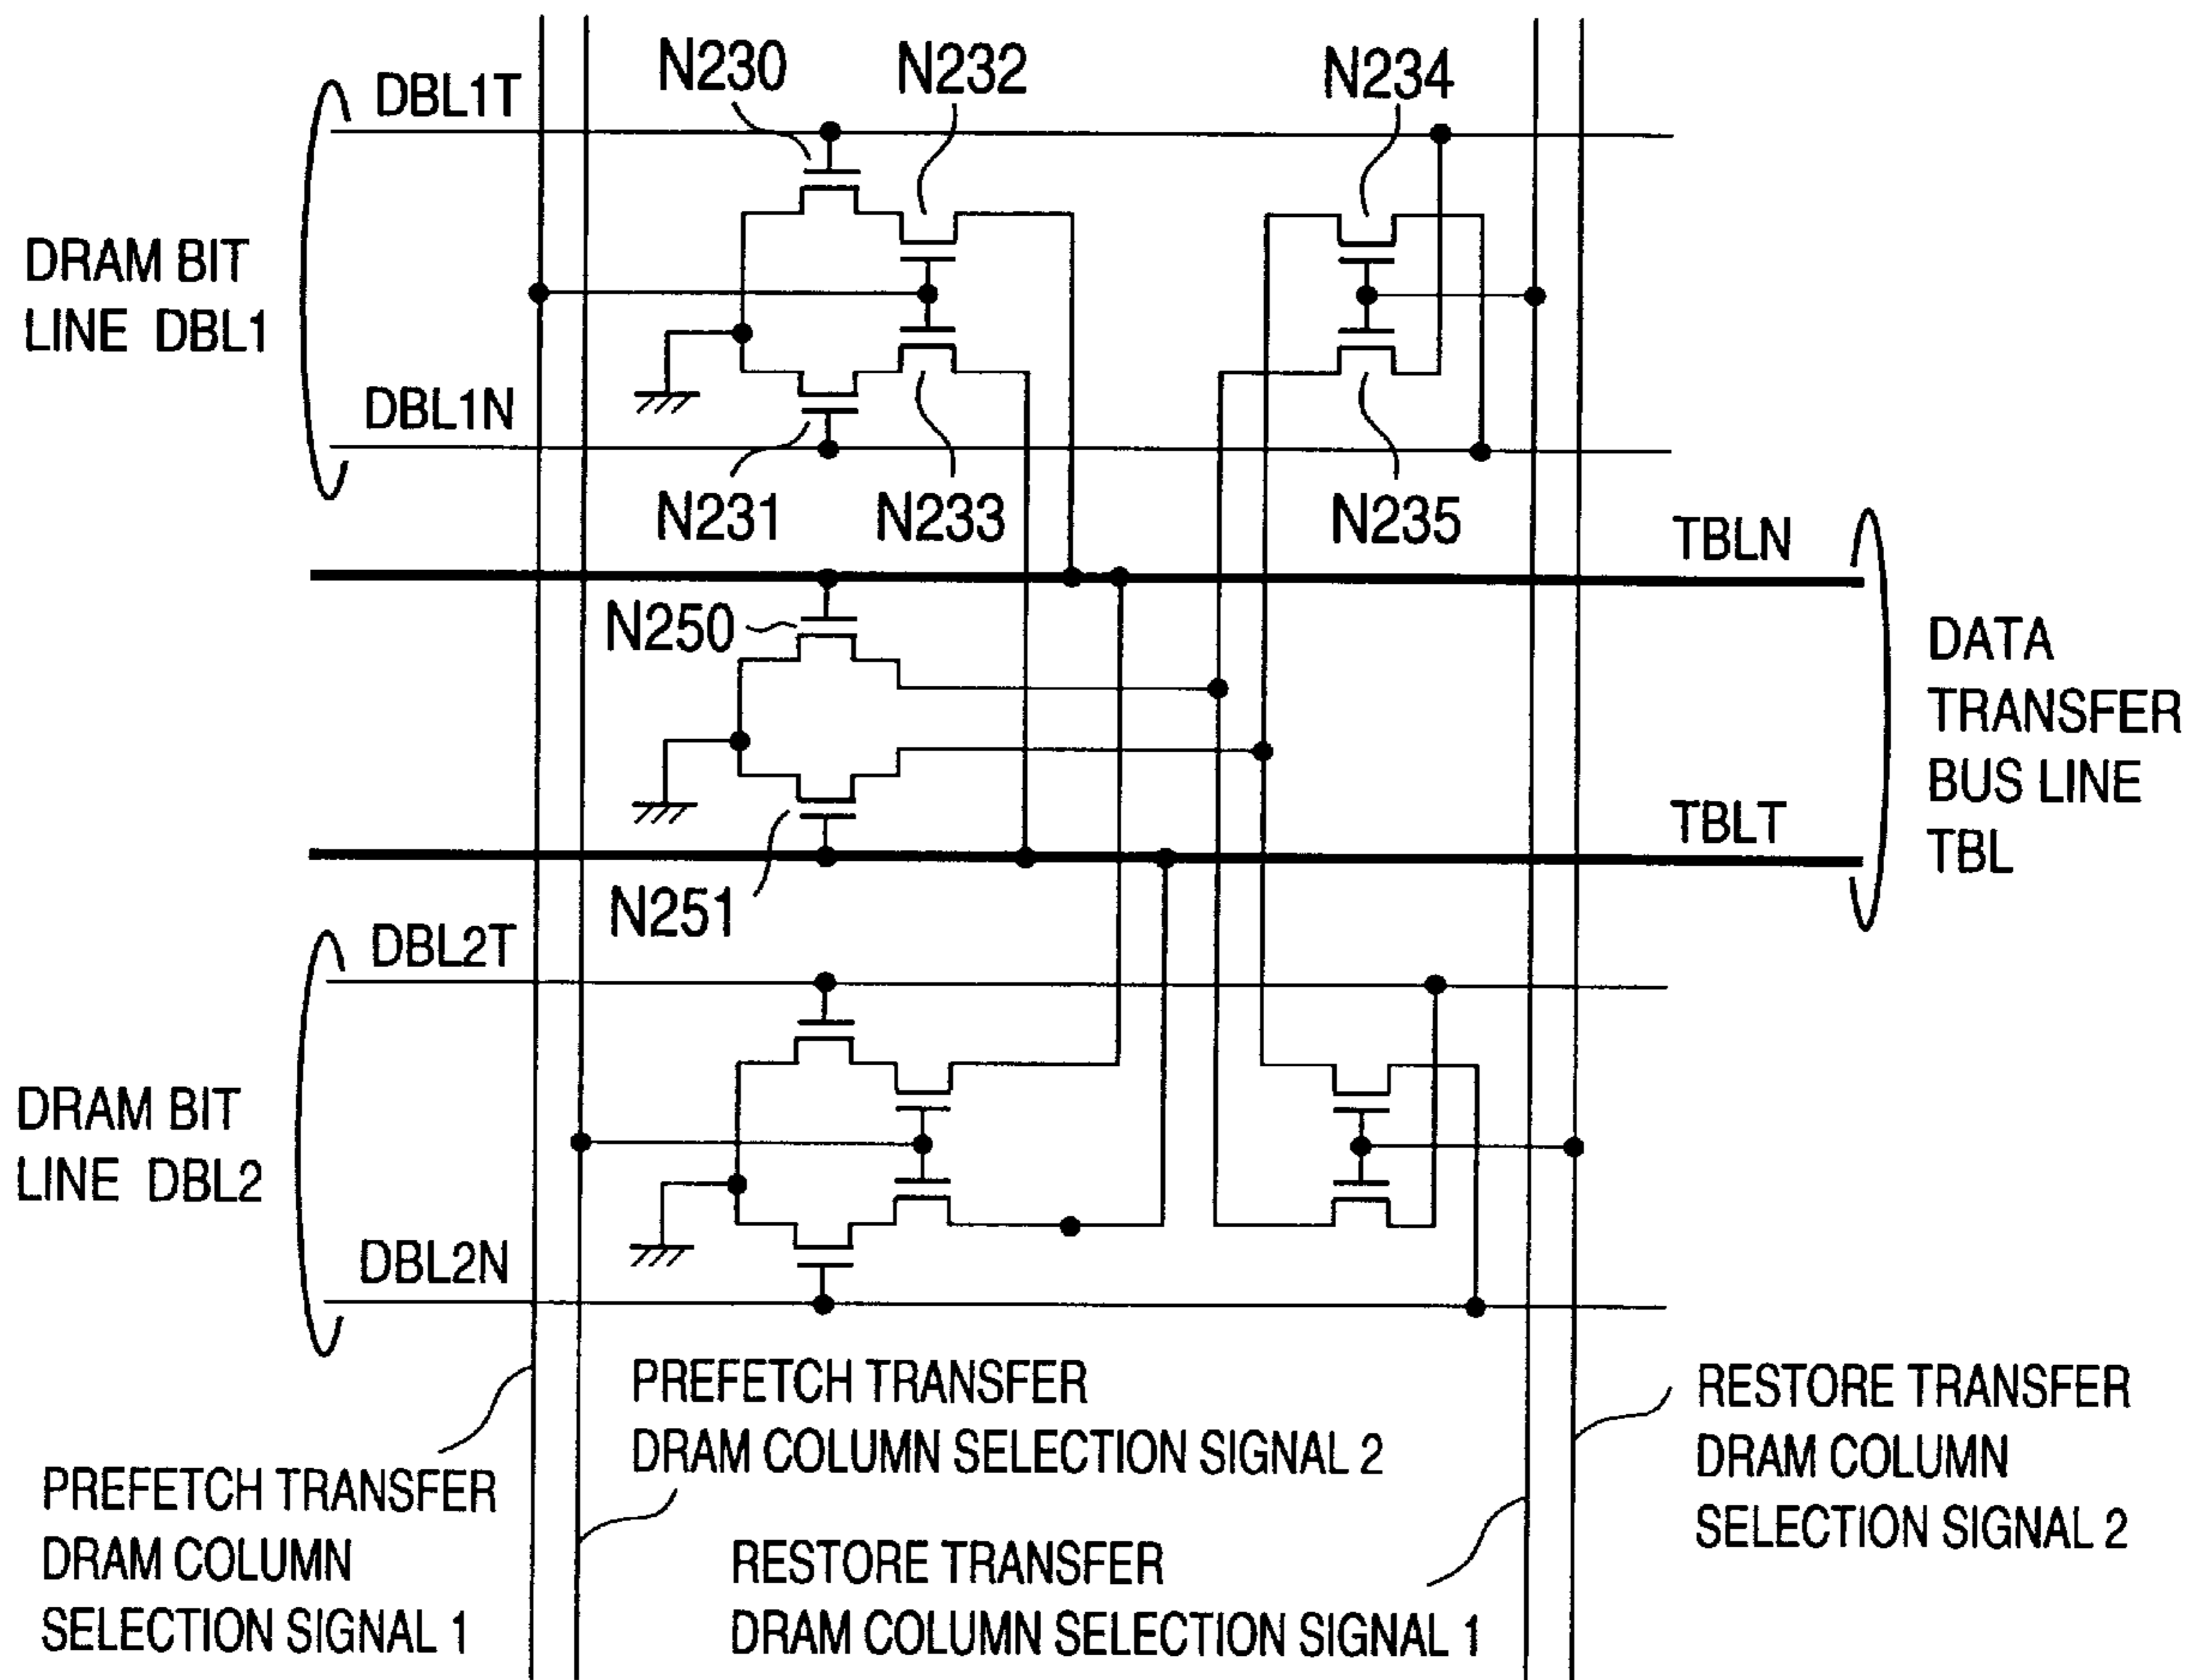 N230
N232
N234
DBL1T
DRAM BIT
LINE DBL1
DBL1N
N231
N233
N235
TBLN
N250
DATA
TRANSFER
BUS LINE
TBL
TBLT
N251
DBL2T
DRAM BIT
LINE DBL2
DBL2N
PREFETCH TRANSFER
DRAM COLUMN SELECTION SIGNAL 2
RESTORE TRANSFER
DRAM COLUMN
SELECTION SIGNAL 2
PREFETCH TRANSFER
DRAM COLUMN
SELECTION SIGNAL 1
RESTORE TRANSFER
DRAM COLUMN SELECTION SIGNAL 1